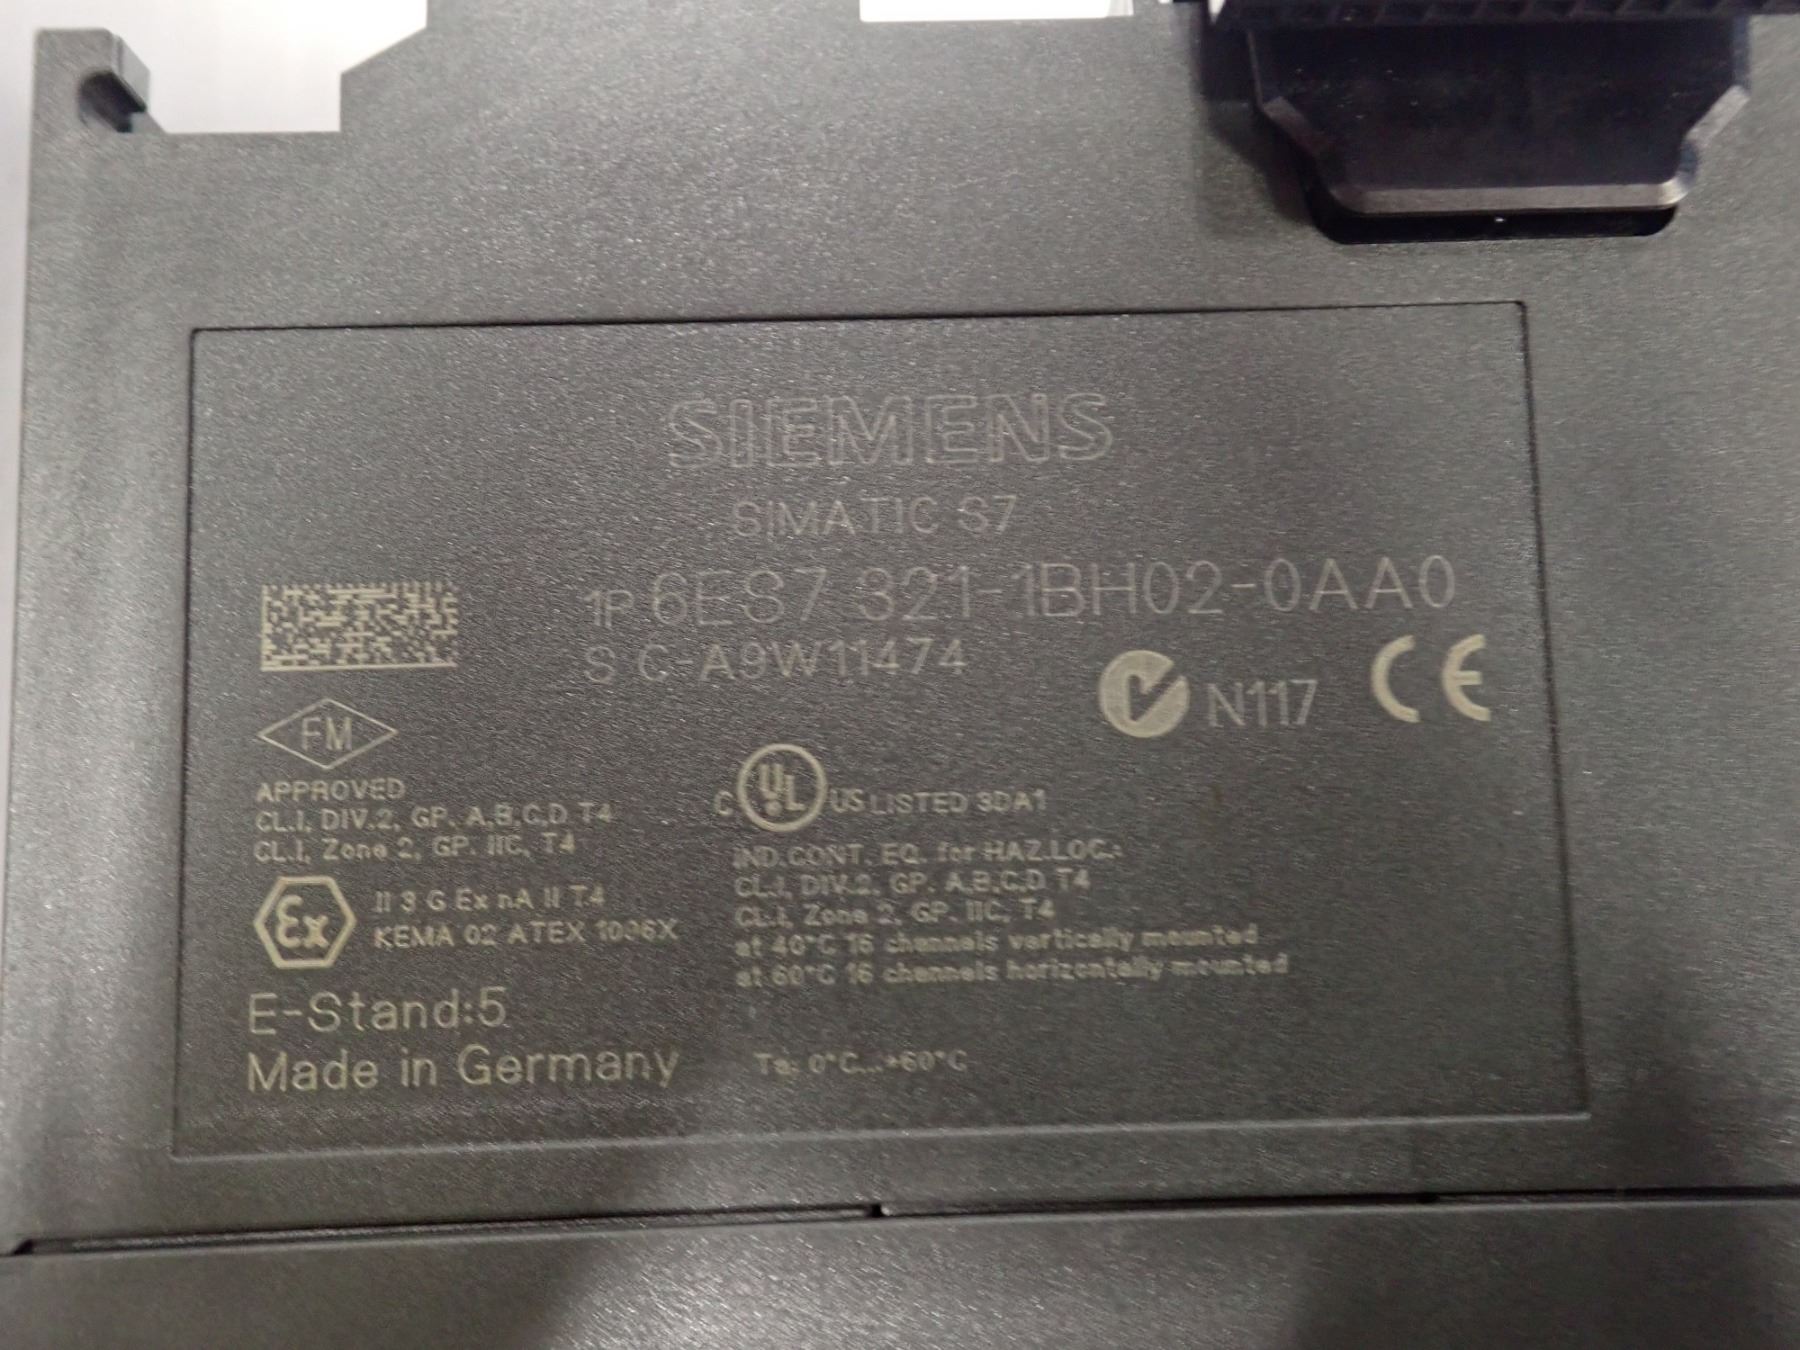 SIEMENS
SIMATIC S7
1P 6ES7 321-1BH02-0AA0
S C-A9W11474
N117 CE
FM
APPROVED
CL.I, DIV.2, GP. A.B.C.D T4
CL.I, Zone 2, GP. IIC, T4
Ex
II 3 G Ex nA II T4
KEMA 02 ATEX 1096X
C UL US LISTED 3DA1
IND.CONT. EQ. for HAZ.LOC.:
CL.I, DIV.2, GP. A.B.C.D T4
CL.I, Zone 2, GP. IIC, T4
at 40°C 16 channels vertically mounted
at 60°C 16 channels horizontally mounted
E-Stand:5
Made in Germany
Ta: 0°C...+60°C